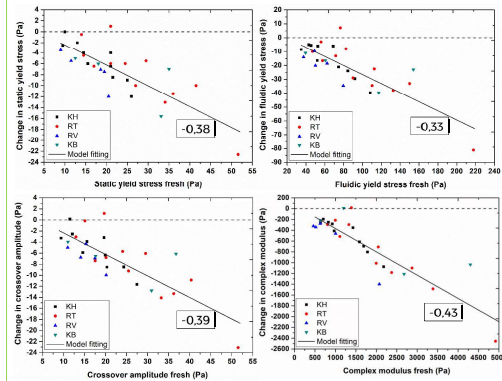 Change in static yield stress (Pa)
2
0
-2
-4
-6
-8
-10
-12
-14
-16
-18
-20
-22
-24
KH
RT
RV
KB
Model fitting
-0,38
5 10 15 20 25 30 35 40 45 50 55
Static yield stress fresh (Pa)
Change in fluidic yield stress (Pa)
20
10
0
-10
-20
-30
-40
-50
-60
-70
-80
-90
KH
RT
RV
KB
Model fitting
-0,33
20 40 60 80 100 120 140 160 180 200 220 240
Fluidic yield stress fresh (Pa)
Change in crossover amplitude (Pa)
2
0
-2
-4
-6
-8
-10
-12
-14
-16
-18
-20
-22
-24
KH
RT
RV
KB
Model fitting
-0,39
5 10 15 20 25 30 35 40 45 50 55
Crossover amplitude fresh (Pa)
Change in complex modulus (Pa)
200
0
-200
-400
-600
-800
-1000
-1200
-1400
-1600
-1800
-2000
-2200
-2400
-2600
KH
RT
RV
KB
Model fitting
-0,43
0 500 1000 1500 2000 2500 3000 3500 4000 4500 5000
Complex modulus fresh (Pa)